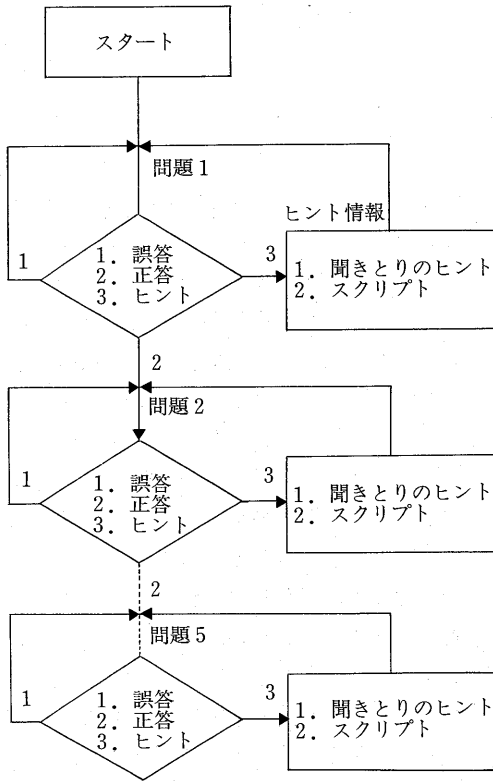 スタート
問題1
ヒント情報
1
1. 誤答
2. 正答
3. ヒント
3
1. 聞きとりのヒント
2. スクリプト
2
問題2
1
1. 誤答
2. 正答
3. ヒント
3
1. 聞きとりのヒント
2. スクリプト
2
問題5
1
1. 誤答
2. 正答
3. ヒント
3
1. 聞きとりのヒント
2. スクリプト